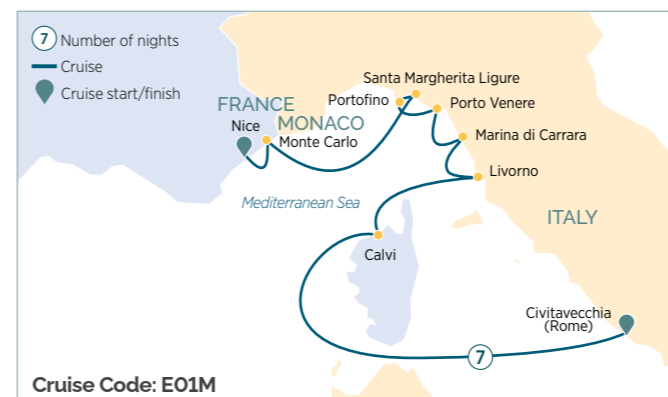 7 Number of nights
Cruise
Cruise start/finish
FRANCE
Nice
MONACO
Monte Carlo
Santa Margherita Ligure
Portofino
Porto Venere
Marina di Carrara
Livorno
Mediterranean Sea
ITALY
Calvi
Civitavecchia
(Rome)
7
Cruise Code: E01M